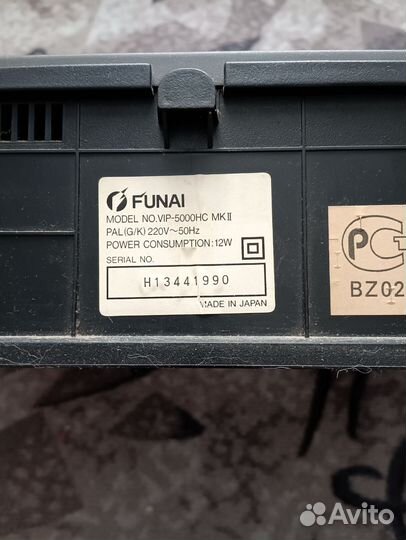 FUNAI
MODEL NO.VIP-5000HC MKII
PAL(G/K) 220V~50Hz
POWER CONSUMPTION:12W
SERIAL NO.
H13441990
MADE IN JAPAN
РС
BZ02
Avito